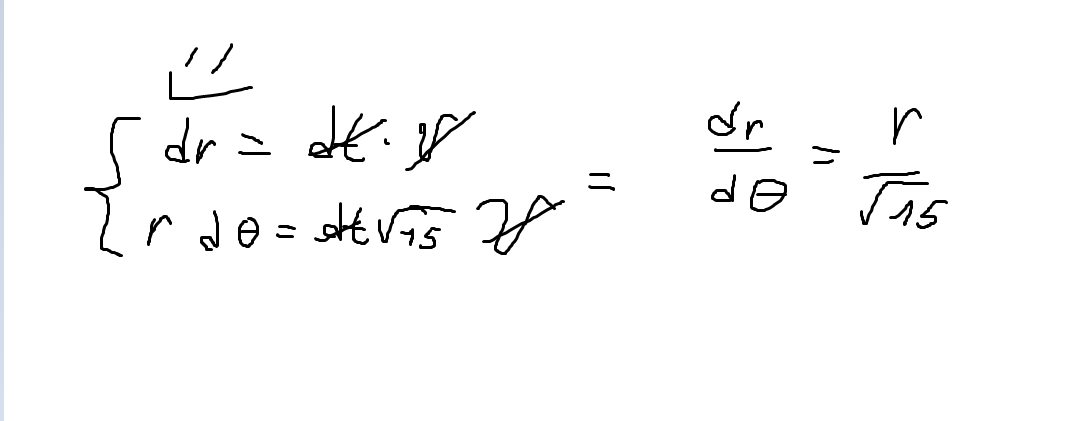 dr = dt · v
r dθ = dt √15 v
= dr/dθ = r/√15